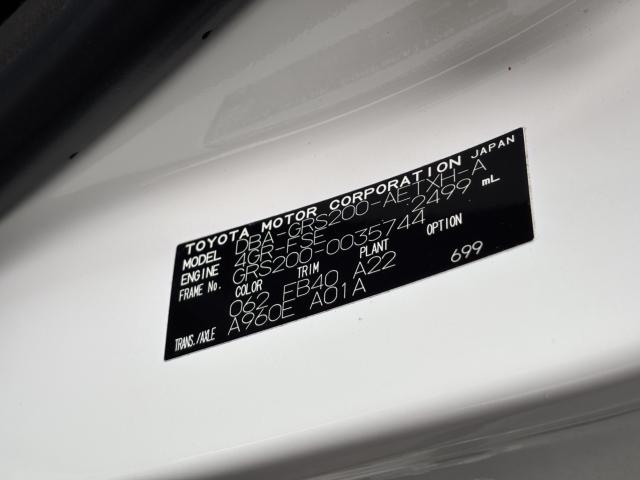 TOYOTA MOTOR CORPORATION JAPAN
MODEL DBA-GRS200-AETXH-A
ENGINE 4GR-FSE 2499 mL
FRAME No. GRS200-0035744
COLOR TRIM PLANT OPTION
062 FB40 A22 699
TRANS./AXLE A960E A01A